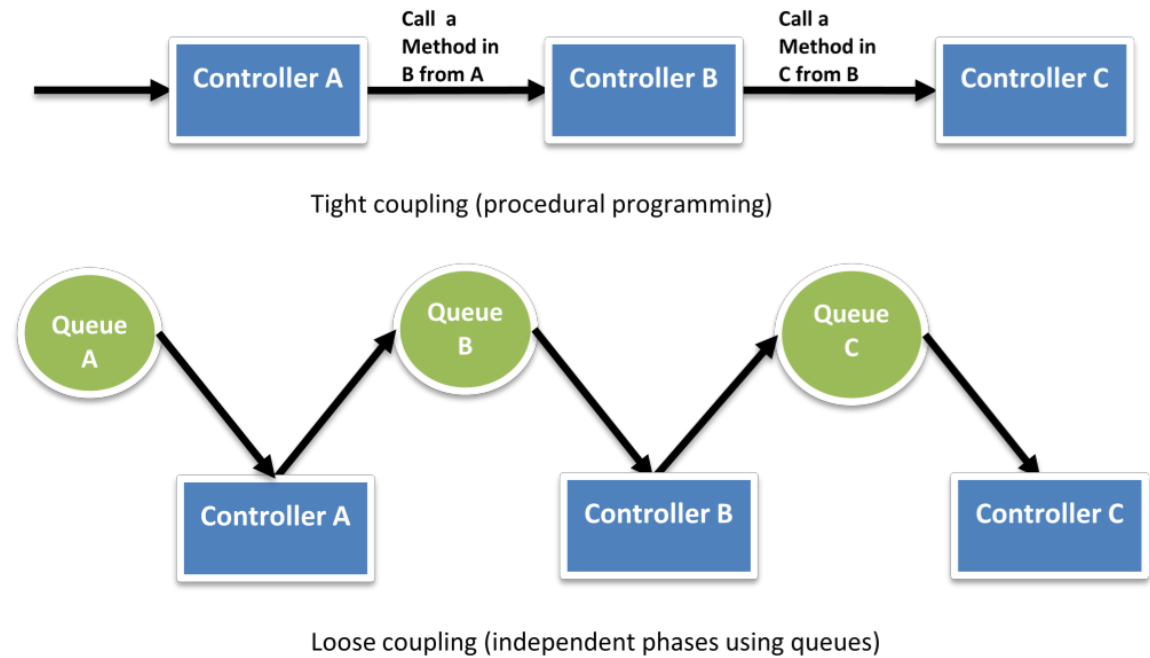 Call a
Method in
B from A
Call a
Method in
C from B
Controller A
Controller B
Controller C
Tight coupling (procedural programming)
Queue
A
Queue
B
Queue
C
Controller A
Controller B
Controller C
Loose coupling (independent phases using queues)